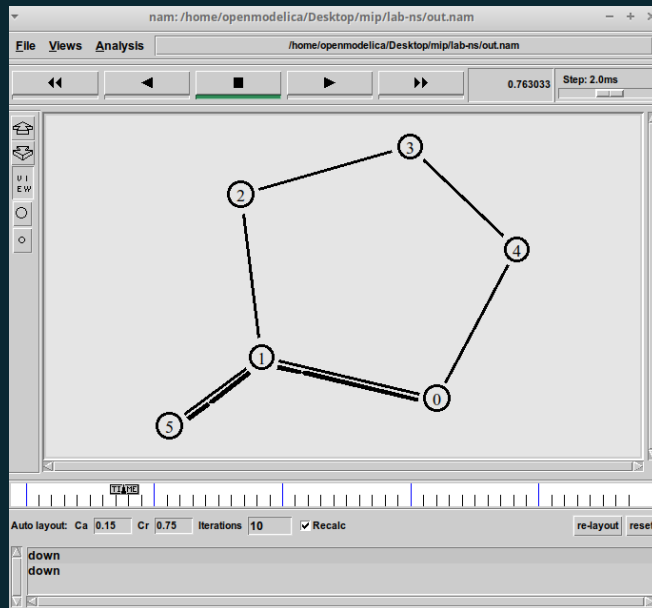 nam: /home/openmodelica/Desktop/mip/lab-ns/out.nam
File Views Analysis /home/openmodelica/Desktop/mip/lab-ns/out.nam
0.763033 Step: 2.0ms
V I
E W
3
2
4
1
0
5
TIME
Auto layout: Ca 0.15 Cr 0.75 Iterations 10 Recalc re-layout reset
down
down